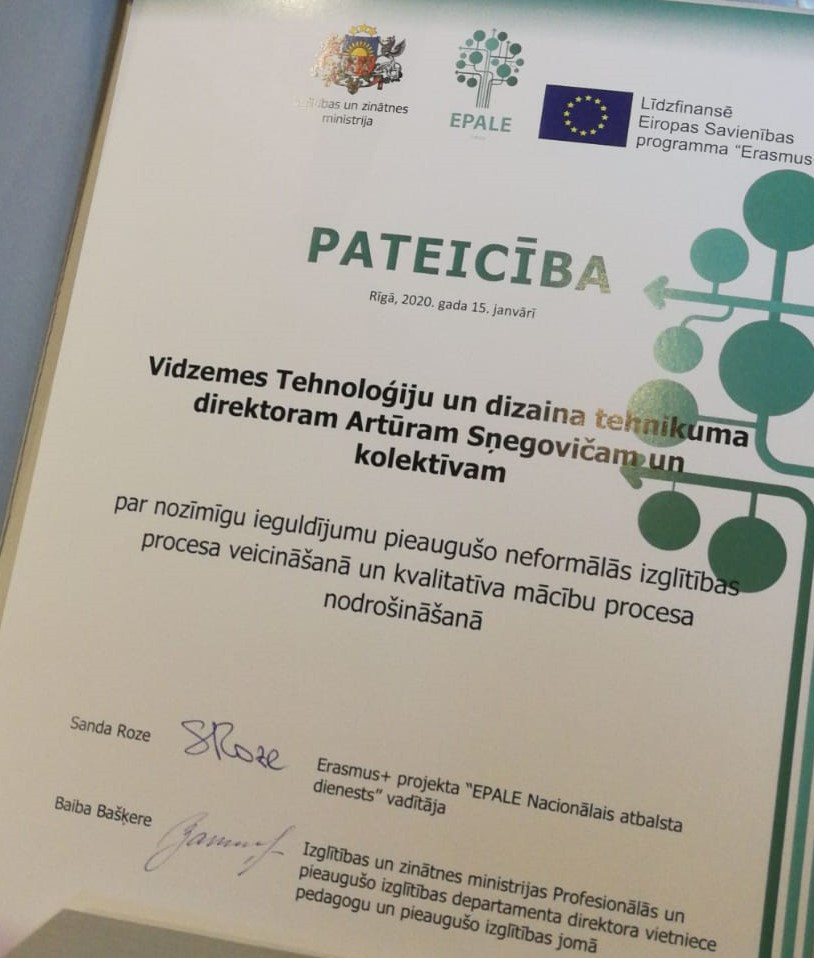 un zinātnes
ministrija
EPALE
Līdzfinansē
Eiropas Savienības
programma "Erasmus
PATEICĪBA
Rīgā, 2020. gada 15. janvārī
Vidzemes Tehnoloģiju un dizaina tehnikuma
direktoram Artūram Sņegovičam un
kolektīvam
par nozīmīgu ieguldījumu pieaugušo neformālās izglītības
procesa veicināšanā un kvalitatīva mācību procesa
nodrošināšanā
Sanda Roze
SRoze
Erasmus+ projekta "EPALE Nacionālais atbalsta
dienests" vadītāja
Baiba Bašķere
Izglītības un zinātnes ministrijas Profesionālās un
pieaugušo izglītības departamenta direktora vietniece
pedagogu un pieaugušo izglītības jomā